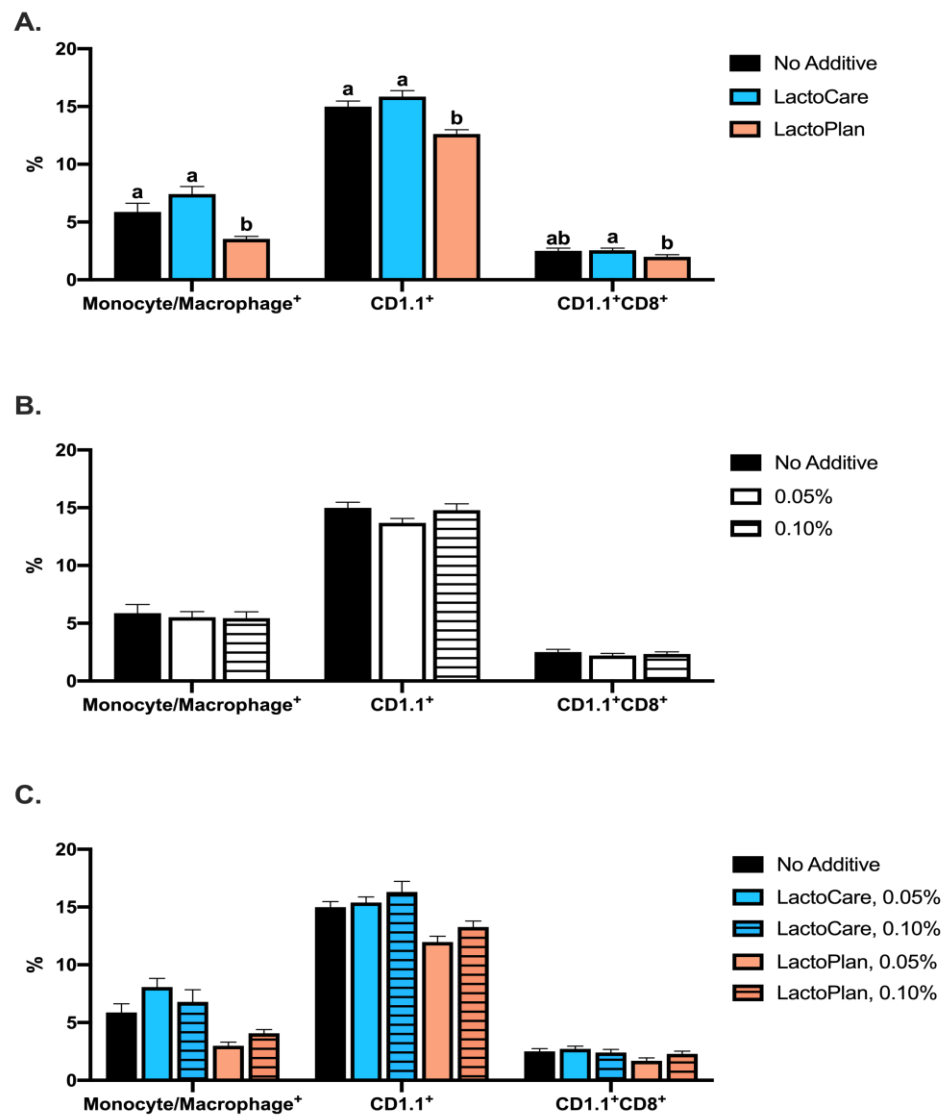 A.
20
15
10
5
0
%
a
a
b
a
a
b
ab
a
b
Monocyte/Macrophage⁺
CD1.1⁺
CD1.1⁺CD8⁺
No Additive
LactoCare
LactoPlan
B.
20
15
10
5
0
%
Monocyte/Macrophage⁺
CD1.1⁺
CD1.1⁺CD8⁺
No Additive
0.05%
0.10%
C.
20
15
10
5
0
%
Monocyte/Macrophage⁺
CD1.1⁺
CD1.1⁺CD8⁺
No Additive
LactoCare, 0.05%
LactoCare, 0.10%
LactoPlan, 0.05%
LactoPlan, 0.10%